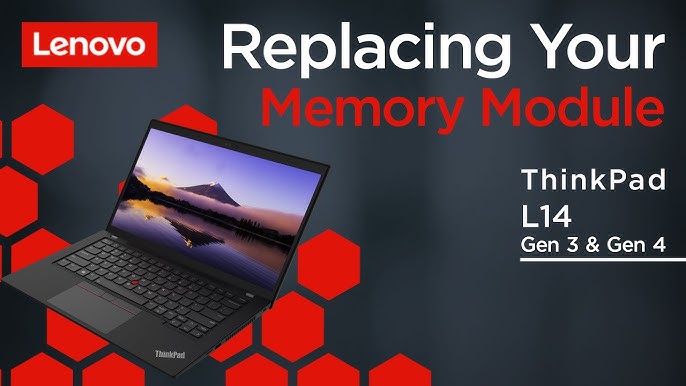 Lenovo
Replacing Your
Memory Module
ThinkPad
L14
Gen 3 & Gen 4
ThinkPad